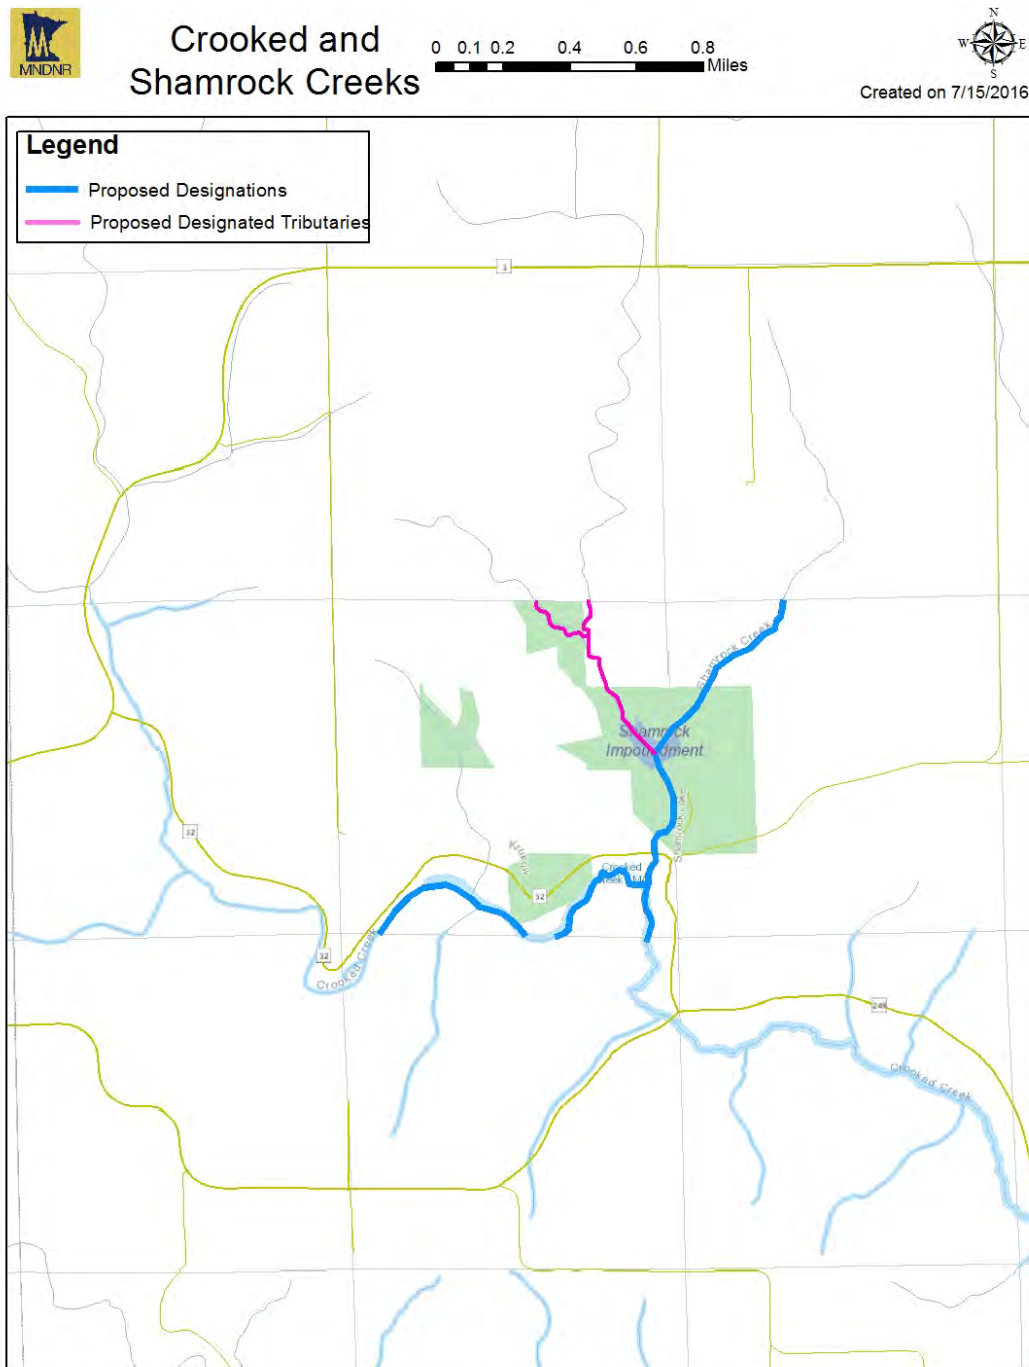 MNDNR
Crooked and
Shamrock Creeks
0 0.1 0.2 0.4 0.6 0.8
Miles
N
W E
S
Created on 7/15/2016
Legend
Proposed Designations
Proposed Designated Tributaries
3
Shamrock Creek
Shamrock
Impoundment
32
Crooked
32
32
Crooked Creek
249
Crooked Creek